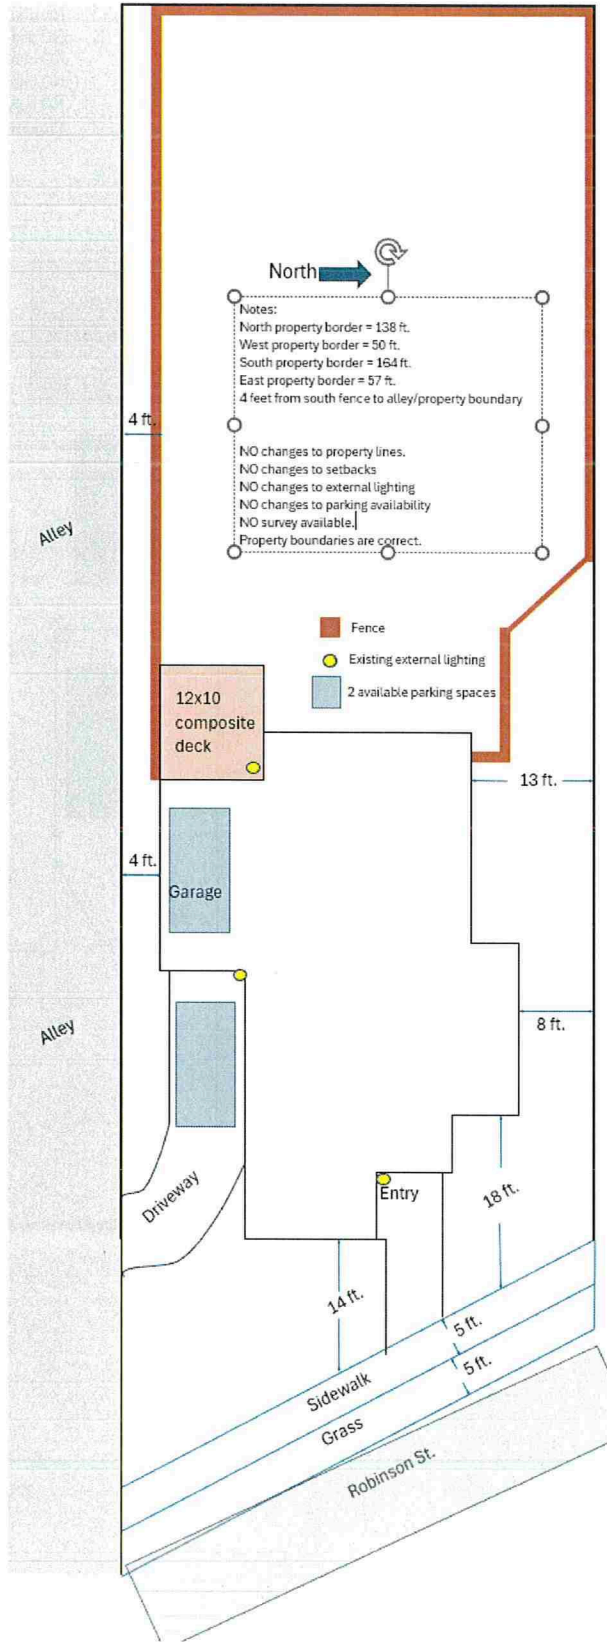 North
Notes:
North property border = 138 ft.
West property border = 50 ft.
South property border = 164 ft.
East property border = 57 ft.
4 feet from south fence to alley/property boundary
NO changes to property lines.
NO changes to setbacks
NO changes to external lighting
NO changes to parking availability
NO survey available.
Property boundaries are correct.
4 ft.
Alley
Fence
Existing external lighting
2 available parking spaces
12x10
composite
deck
13 ft.
4 ft.
Garage
8 ft.
Alley
Driveway
Entry
18 ft.
14 ft.
5 ft.
5 ft.
Sidewalk
Grass
Robinson St.